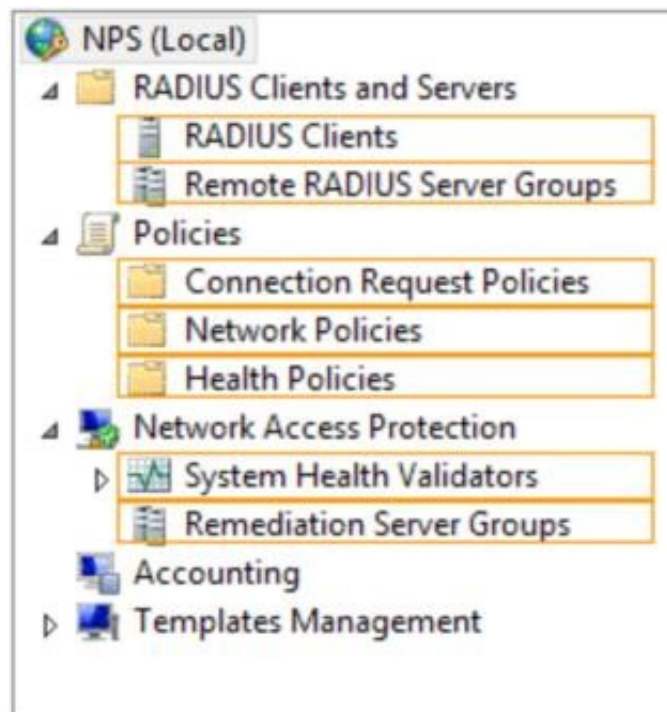 NPS (Local)
RADIUS Clients and Servers
RADIUS Clients
Remote RADIUS Server Groups
Policies
Connection Request Policies
Network Policies
Health Policies
Network Access Protection
System Health Validators
Remediation Server Groups
Accounting
Templates Management